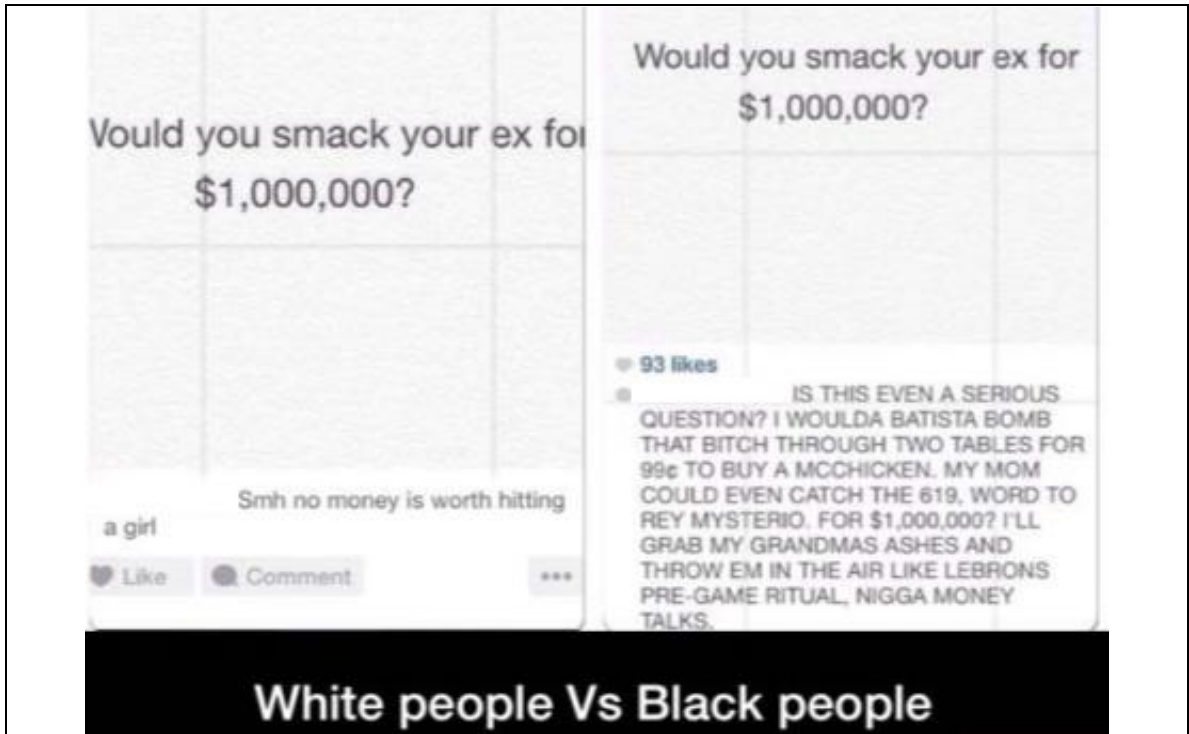 Would you smack your ex for
$1,000,000?
Smh no money is worth hitting
a girl
Like Comment
Would you smack your ex for
$1,000,000?
93 likes
IS THIS EVEN A SERIOUS
QUESTION? I WOULDA BATISTA BOMB
THAT BITCH THROUGH TWO TABLES FOR
99¢ TO BUY A MCCHICKEN. MY MOM
COULD EVEN CATCH THE 619, WORD TO
REY MYSTERIO. FOR $1,000,000? I'LL
GRAB MY GRANDMAS ASHES AND
THROW EM IN THE AIR LIKE LEBRONS
PRE-GAME RITUAL, NIGGA MONEY
TALKS.
White people Vs Black people